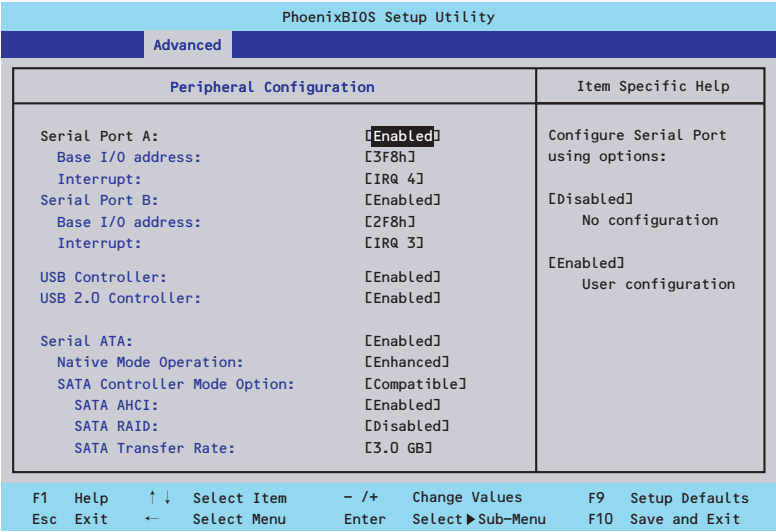 PhoenixBIOS Setup Utility
Advanced
Peripheral Configuration
Serial Port A: [Enabled]
Base I/O address: [3F8h]
Interrupt: [IRQ 4]
Serial Port B: [Enabled]
Base I/O address: [2F8h]
Interrupt: [IRQ 3]
USB Controller: [Enabled]
USB 2.0 Controller: [Enabled]
Serial ATA: [Enabled]
Native Mode Operation: [Enhanced]
SATA Controller Mode Option: [Compatible]
SATA AHCI: [Enabled]
SATA RAID: [Disabled]
SATA Transfer Rate: [3.0 GB]
Item Specific Help
Configure Serial Port
using options:
[Disabled]
No configuration
[Enabled]
User configuration
F1 Help ↑↓ Select Item – /+ Change Values F9 Setup Defaults
Esc Exit ← Select Menu Enter Select▶Sub-Menu F10 Save and Exit